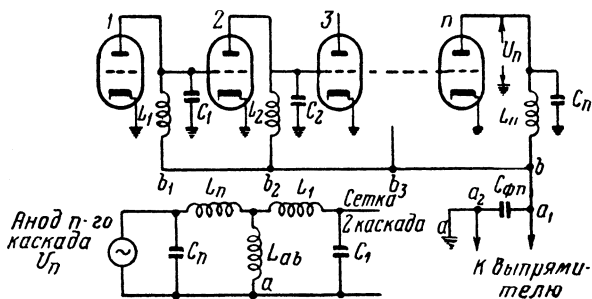 1 2 3 n
Uп
L1 C1 L2 C2 Lп Cп
b1 b2 b3 b
Lп L1 Сетка 2 каскада
Анод n-го каскада Uп
Cп Lab C1
a
Cфп
a2 a1
a
К выпрями-
телю